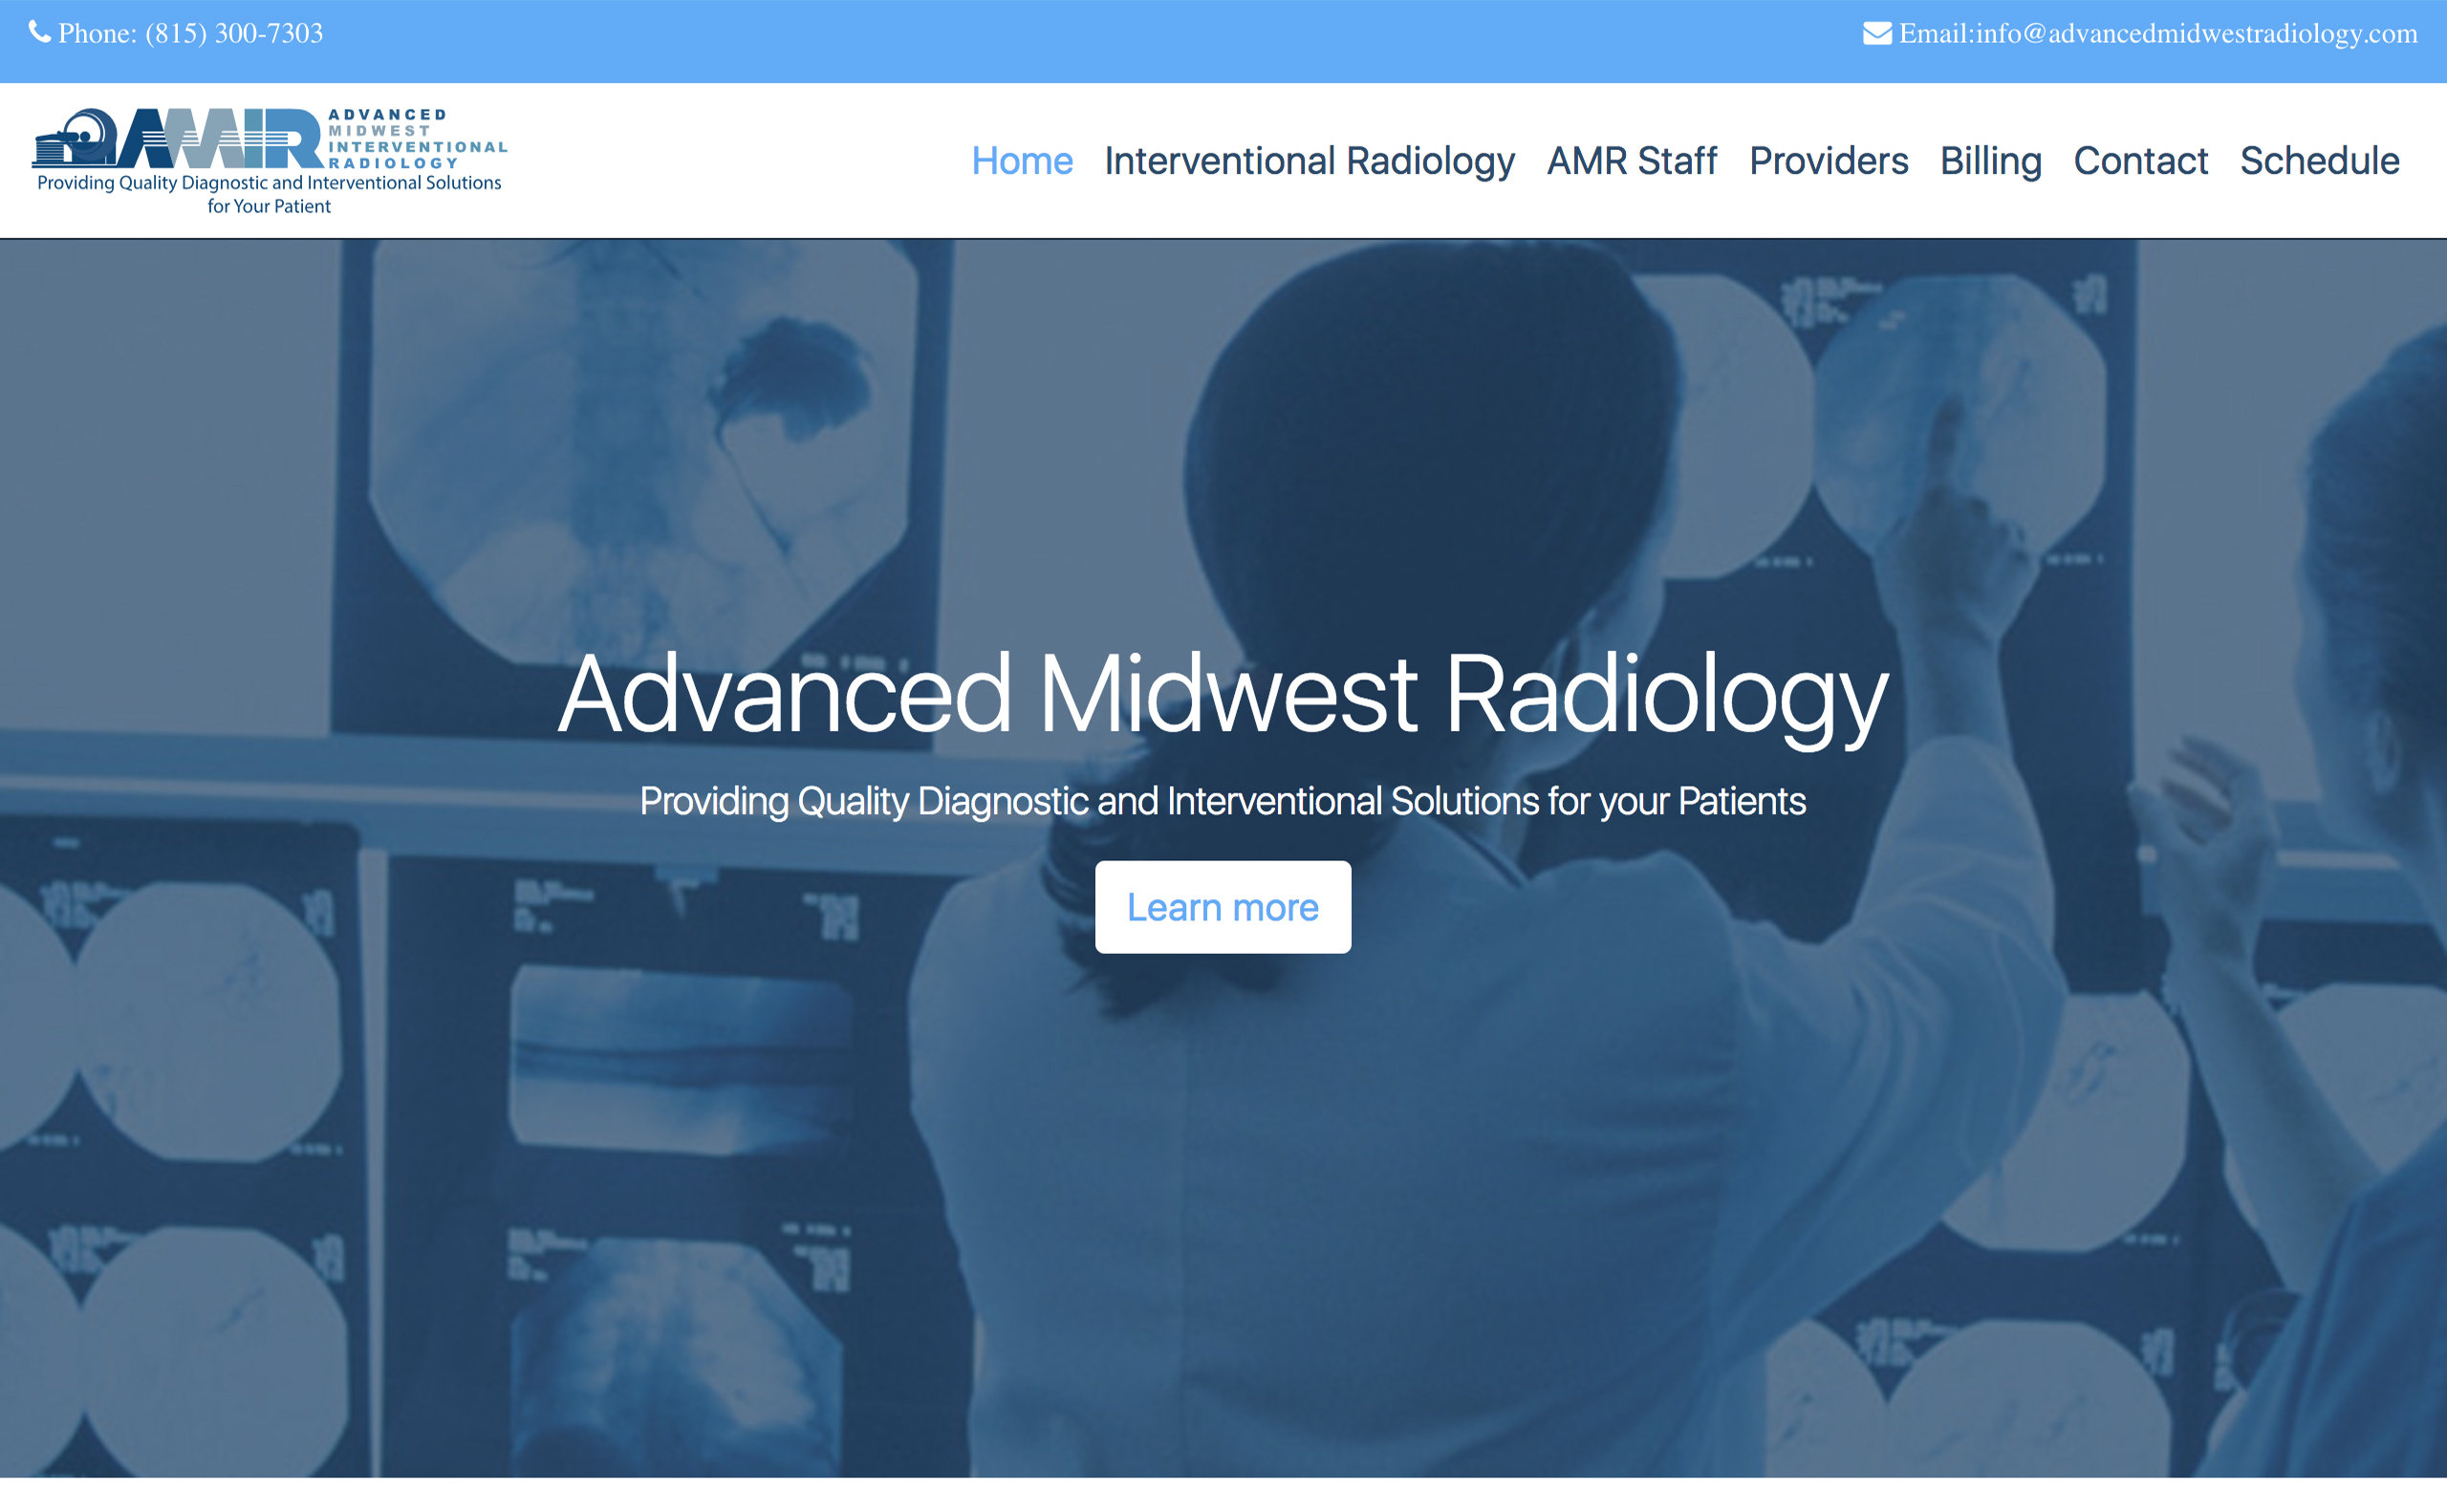 Phone: (815) 300-7303
Email:info@advancedmidwestradiology.com
AMIR
ADVANCED
MIDWEST
INTERVENTIONAL
RADIOLOGY
Providing Quality Diagnostic and Interventional Solutions
for Your Patient
Home Interventional Radiology AMR Staff Providers Billing Contact Schedule
Advanced Midwest Radiology
Providing Quality Diagnostic and Interventional Solutions for your Patients
Learn more